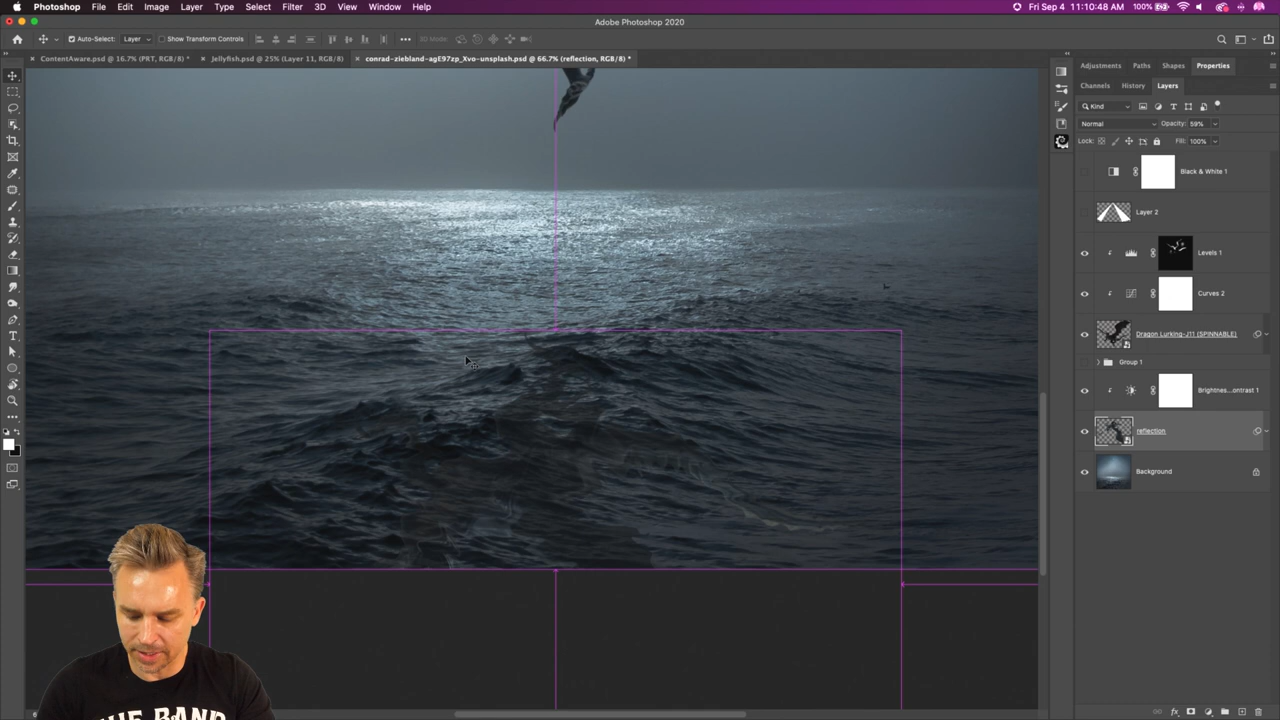 Photoshop File Edit Image Layer Type Select Filter 3D View Window Help
100% Fri Sep 4 11:10:48 AM
Adobe Photoshop 2020
Auto-Select: Layer Show Transform Controls 3D Mode:
ContentAware.psd @ 16.7% (PRT, RGB/8) * Jellyfish.psd @ 25% (Layer 11, RGB/8) conrad-ziebland-agE97zp_Xvo-unsplash.psd @ 66.7% (reflection, RGB/8) *
Adjustments Paths Shapes Properties
Channels History Layers
Kind
Normal Opacity: 59%
Lock: Fill: 100%
Black & White 1
Layer 2
Levels 1
Curves 2
Dragon Lurking-J11 (SPINNABLE)
Group 1
Brightnes...ontrast 1
reflection
Background
THE BAND